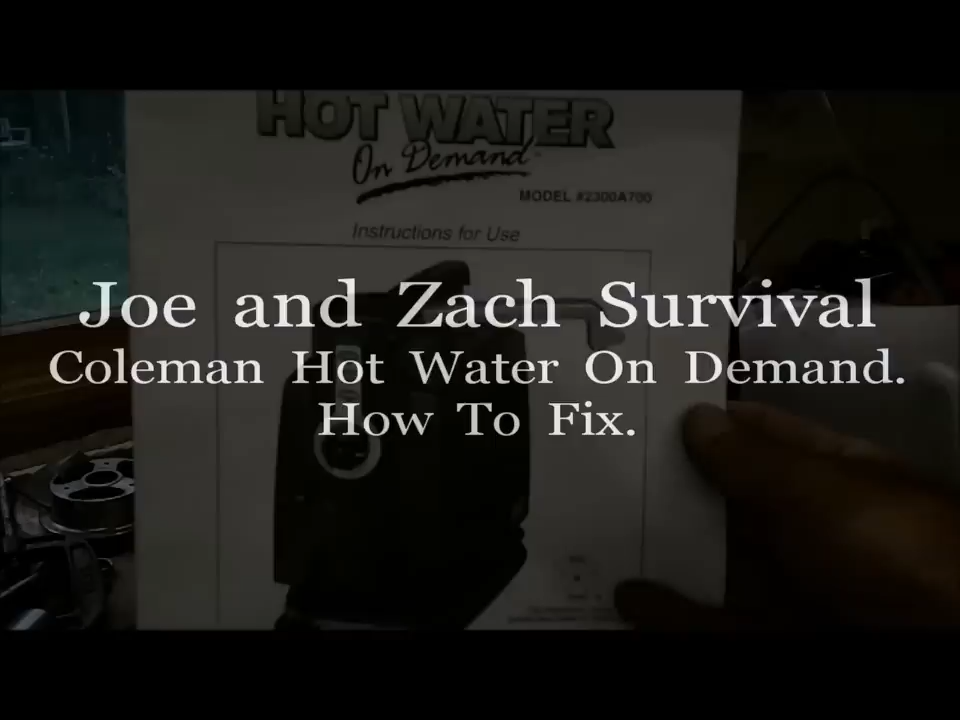 HOT WATER
On Demand™
MODEL #2300A700
Instructions for Use
Joe and Zach Survival
Coleman Hot Water On Demand.
How To Fix.